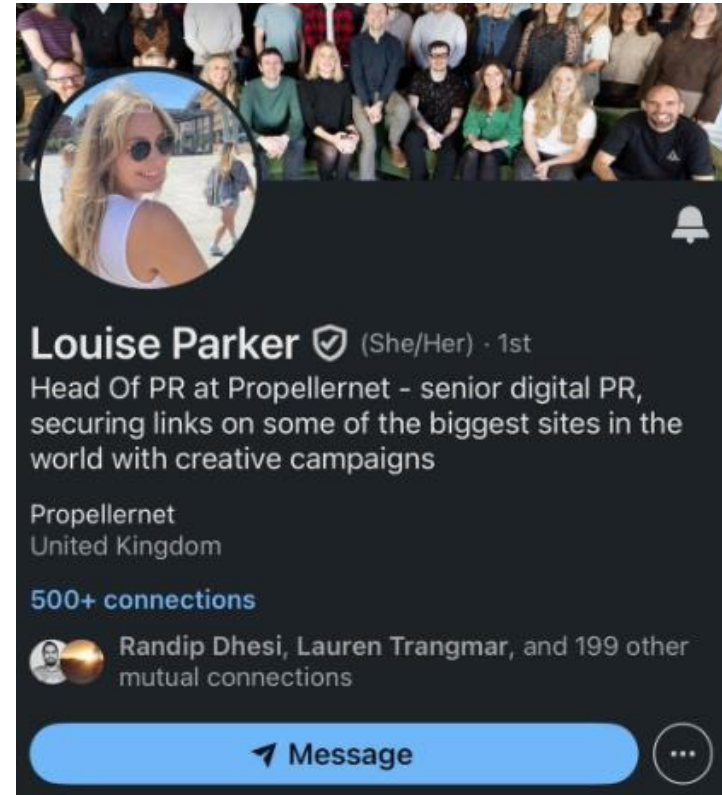 Louise Parker (She/Her) · 1st
Head Of PR at Propellernet - senior digital PR,
securing links on some of the biggest sites in the
world with creative campaigns
Propellernet
United Kingdom
500+ connections
Randip Dhesi, Lauren Trangmar, and 199 other
mutual connections
Message